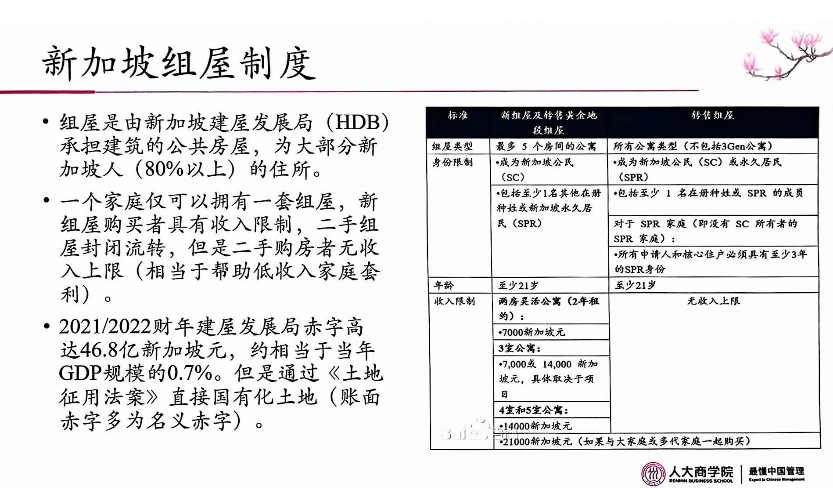 新加坡组屋制度
• 组屋是由新加坡建屋发展局（HDB）
承担建筑的公共房屋，为大部分新
加坡人（80%以上）的住所。
• 一个家庭仅可以拥有一套组屋，新
组屋购买者具有收入限制，二手组
屋封闭流转，但是二手购房者无收
入上限（相当于帮助低收入家庭套
利）。
• 2021/2022财年建屋发展局赤字高
达46.8亿新加坡元，约相当于当年
GDP规模的0.7%。但是通过《土地
征用法案》直接国有化土地（账面
赤字多为名义赤字）。
标准 新组屋及转售黄金地 转售组屋
段组屋
组屋类型 最多 5 个房间的公寓 所有公寓类型（不包括3Gen公寓）
身份限制 •成为新加坡公民 •成为新加坡公民（SC）或永久居民
（SC） （SPR）
•包括至少1名其他在册 •包括至少 1 名在册种姓或 SPR 的成员
种姓或新加坡永久居
民（SPR） 对于 SPR 家庭（即没有 SC 所有者的
SPR 家庭）：
•所有申请人和核心住户必须具有至少3年
的SPR身份
年龄 至少21岁 至少21岁
收入限制 两房灵活公寓（2年租 无收入上限
约）：
•7000新加坡元
3室公寓：
•7,000或 14,000 新加
坡元，具体取决于项
目
4室和5室公寓：
•14000新加坡元
•21000新加坡元（如果与大家庭或多代家庭一起购买）
人大商学院 最懂中国管理
RENMIN BUSINESS SCHOOL Expert in Chinese Management